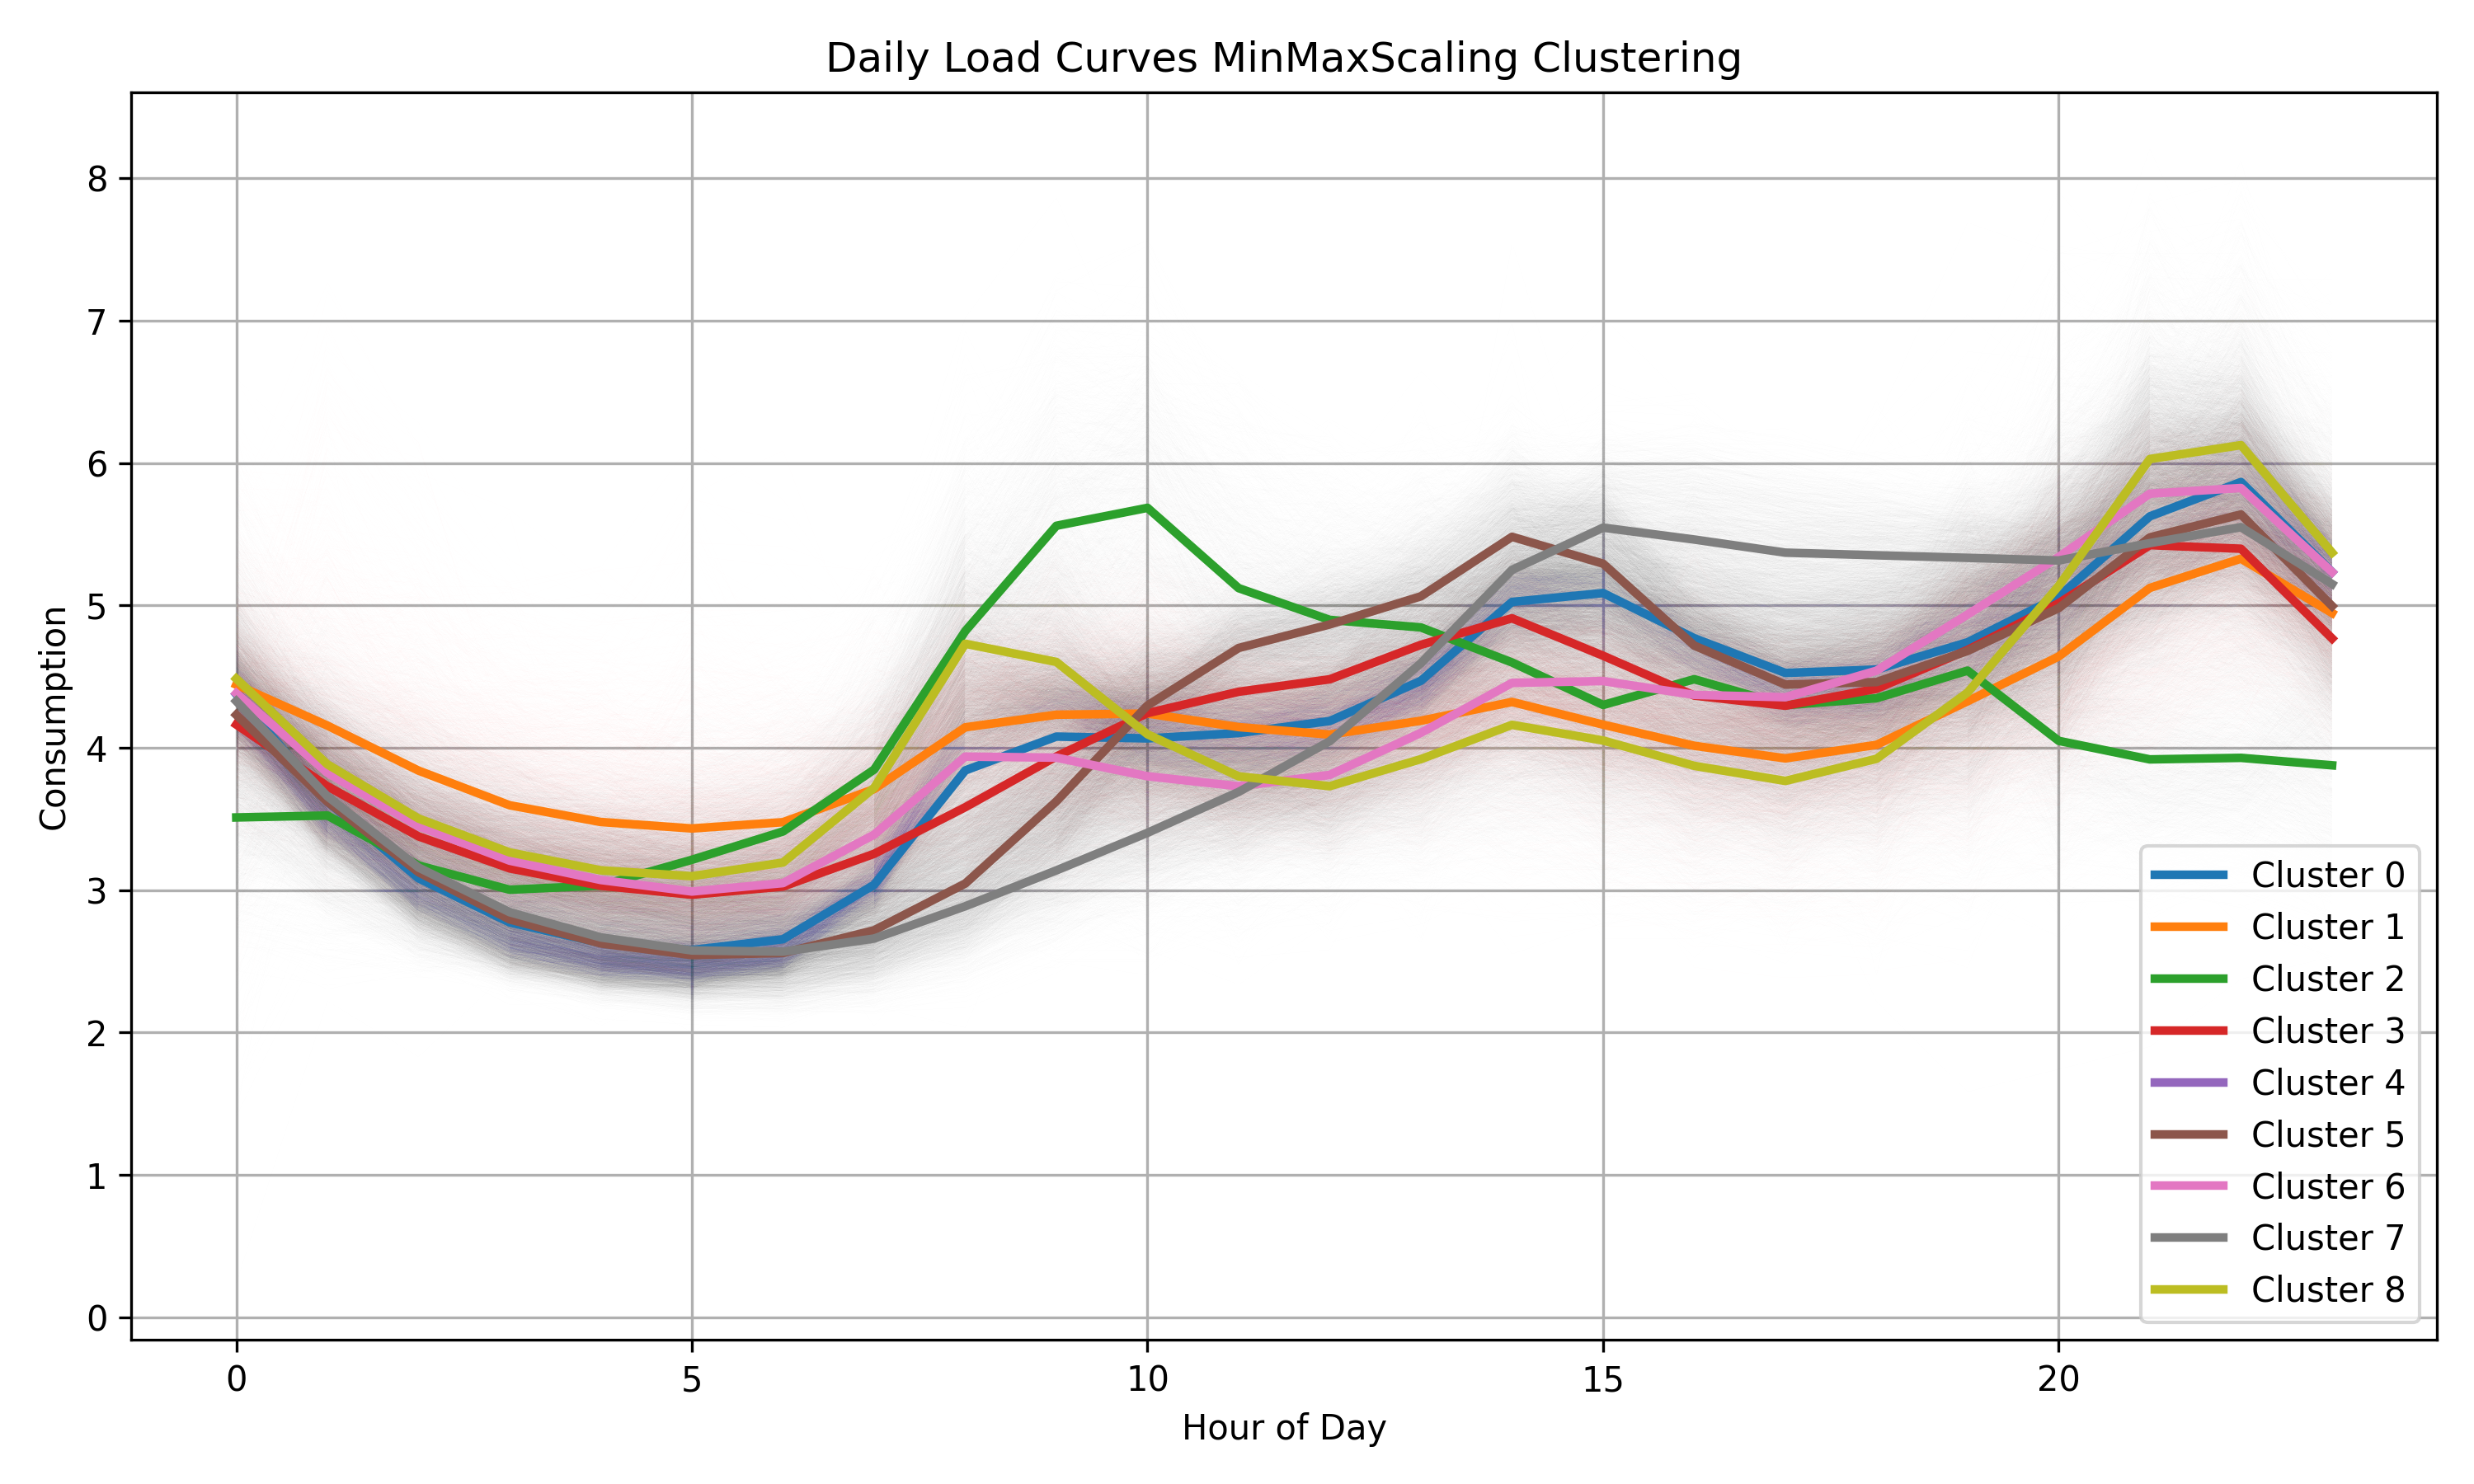 Daily Load Curves MinMaxScaling Clustering
8
7
6
5
4
3
2
1
0
Consumption
0 5 10 15 20
Hour of Day
Cluster 0
Cluster 1
Cluster 2
Cluster 3
Cluster 4
Cluster 5
Cluster 6
Cluster 7
Cluster 8